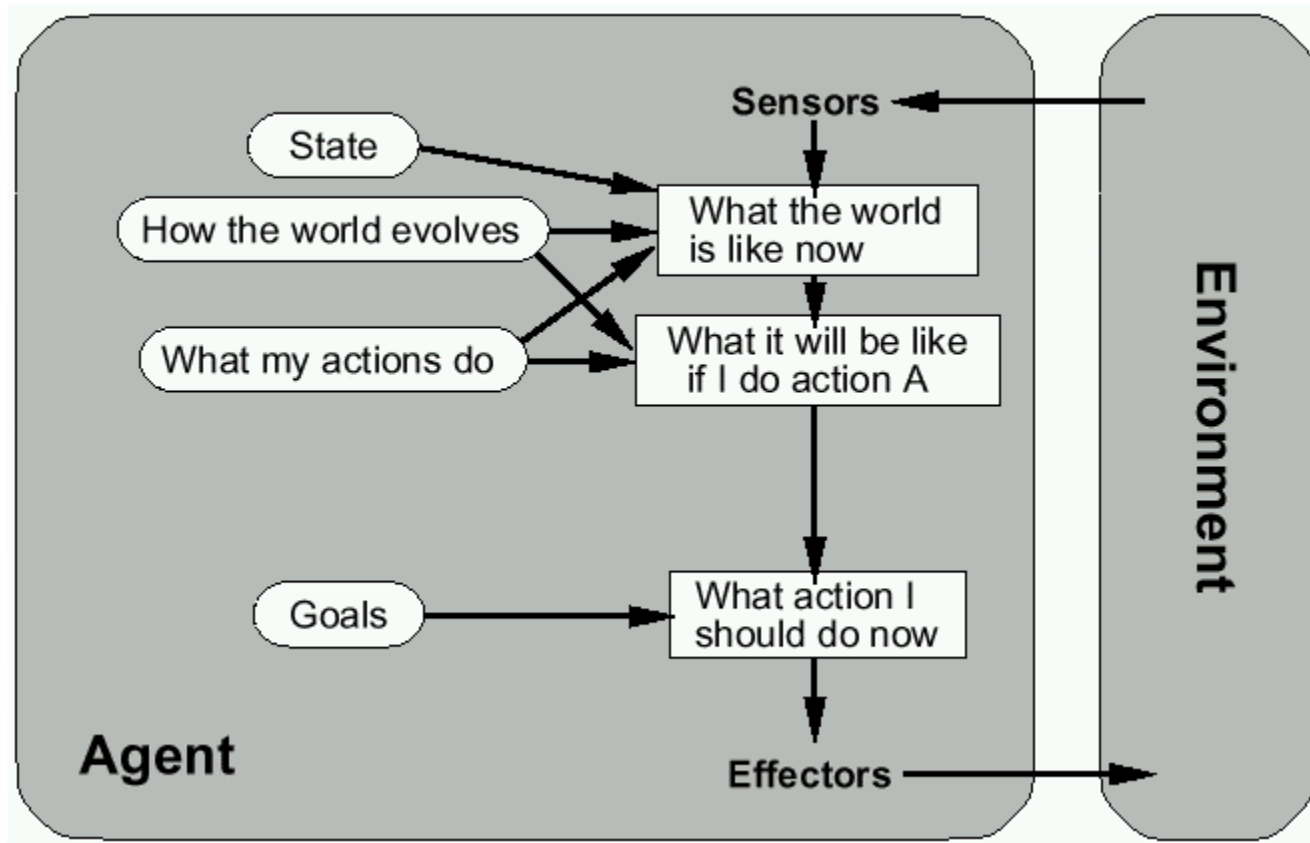 Sensors
State
What the world
is like now
How the world evolves
What it will be like
if I do action A
What my actions do
Environment
What action I
should do now
Goals
Agent
Effectors